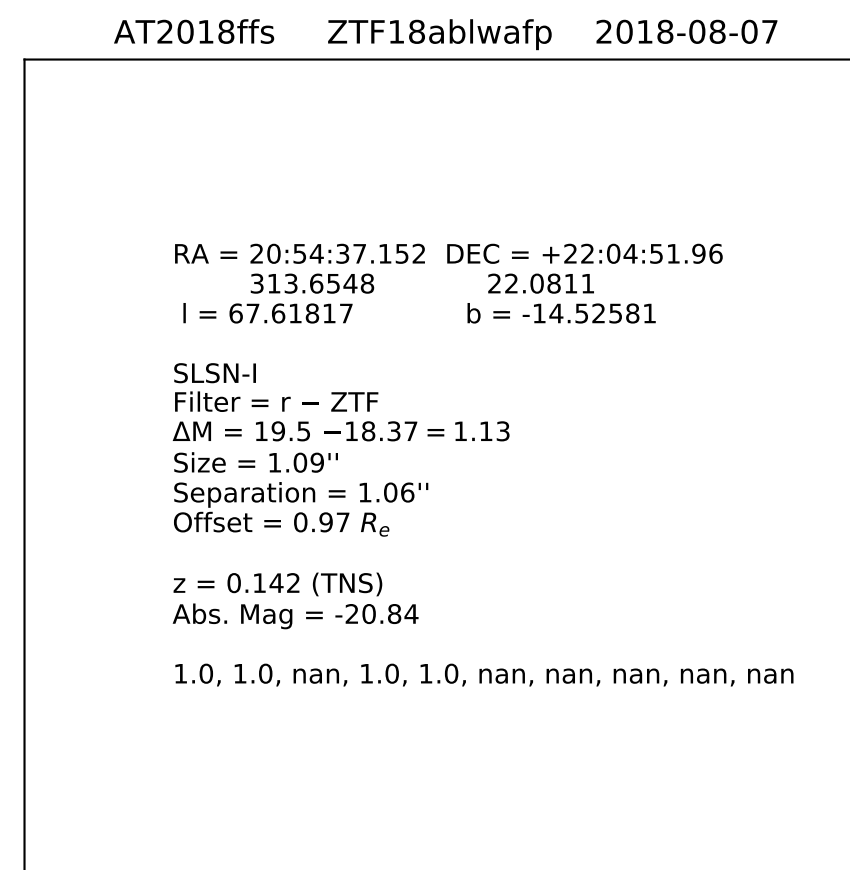 AT2018ffs ZTF18ablwafp 2018-08-07
RA = 20:54:37.152 DEC = +22:04:51.96
313.6548 22.0811
l = 67.61817 b = -14.52581
SLSN-I
Filter = r − ZTF
ΔM = 19.5 −18.37 = 1.13
Size = 1.09''
Separation = 1.06''
Offset = 0.97 Rₑ
z = 0.142 (TNS)
Abs. Mag = -20.84
1.0, 1.0, nan, 1.0, 1.0, nan, nan, nan, nan, nan